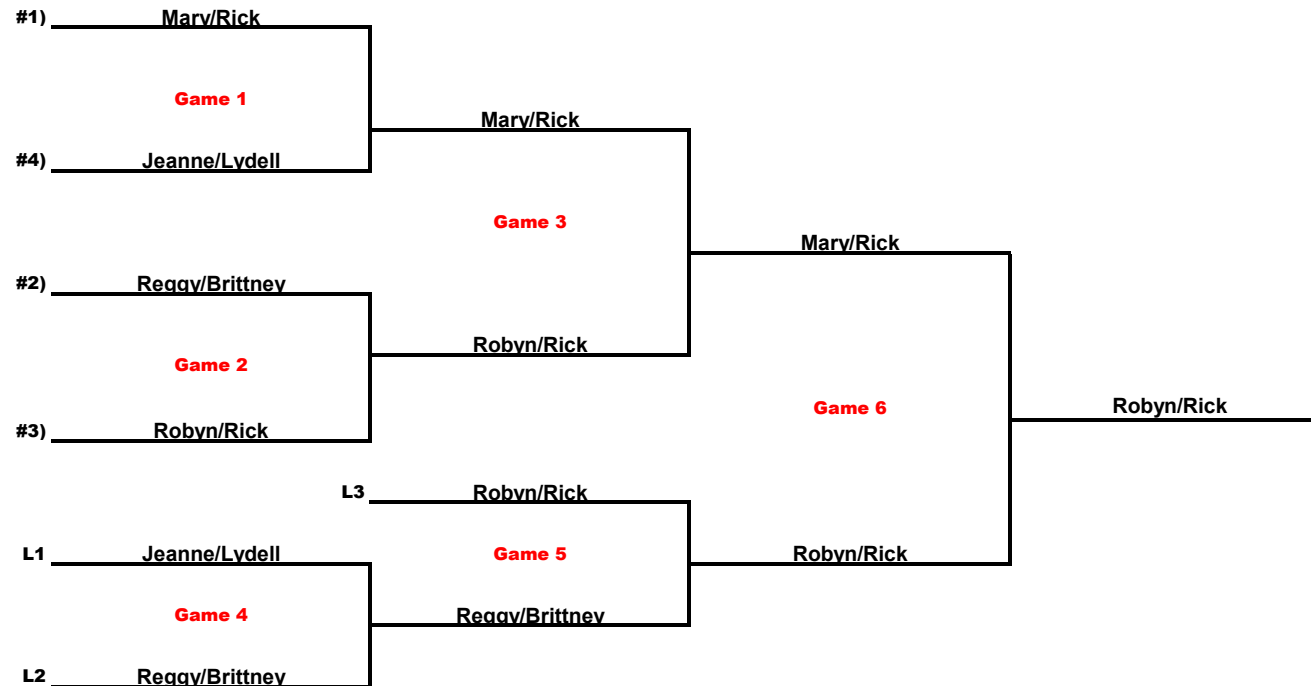 #1) Mary/Rick
Game 1
Mary/Rick
#4) Jeanne/Lydell
Game 3
Mary/Rick
#2) Reggy/Brittney
Robyn/Rick
Game 2
Game 6
Robyn/Rick
#3) Robyn/Rick
L3 Robyn/Rick
L1 Jeanne/Lydell
Game 5
Robyn/Rick
Game 4
Reggy/Brittney
L2 Reggy/Brittney